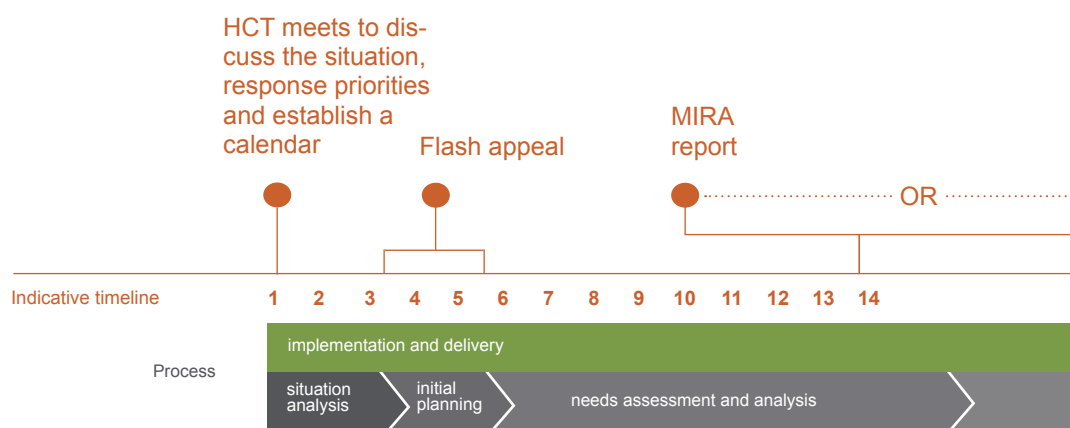 HCT meets to dis-
cuss the situation,
response priorities
and establish a
calendar
Flash appeal
MIRA
report
OR
Indicative timeline
1 2 3 4 5 6 7 8 9 10 11 12 13 14
Process
implementation and delivery
situation
analysis
initial
planning
needs assessment and analysis